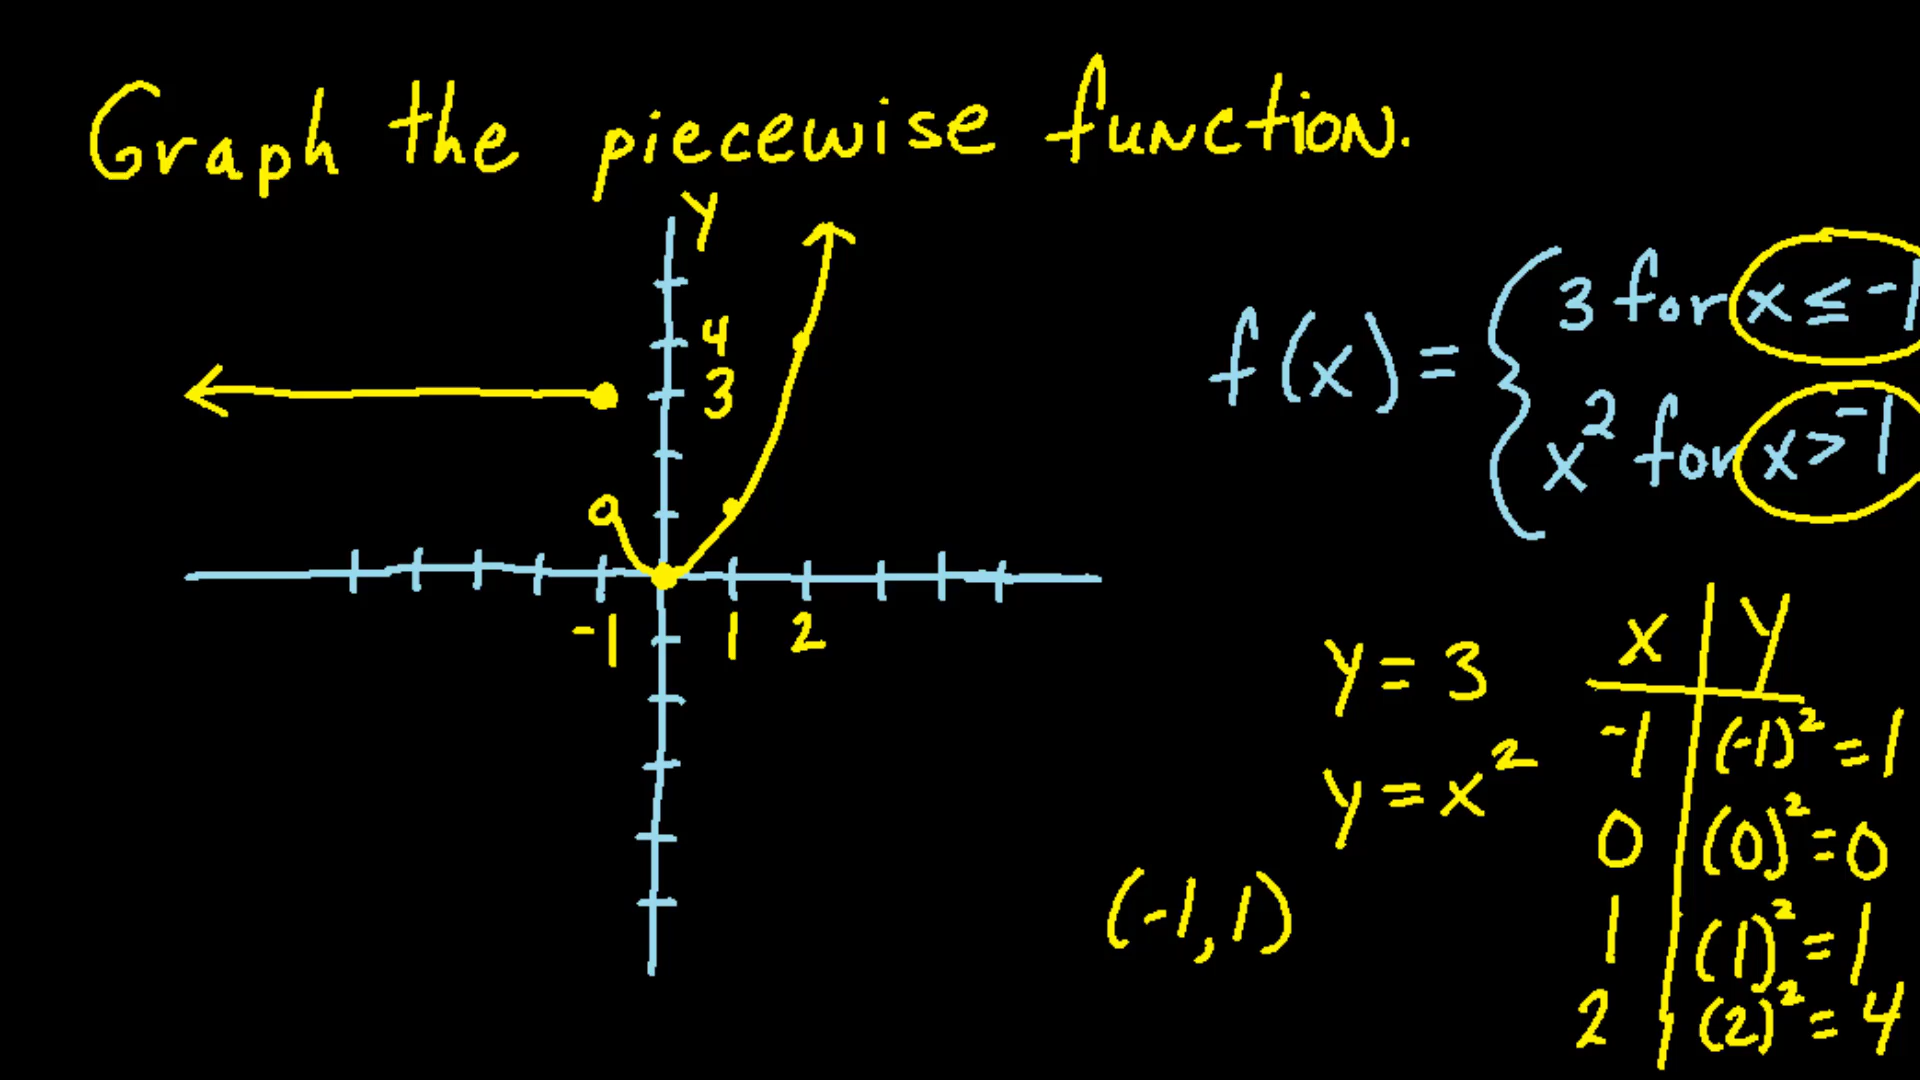 Graph the piecewise function.
y
4
3
-1 1 2
f(x) = { 3 for x ≤ -1
x² for x > -1
y = 3
y = x²
(-1, 1)
x | y
-1 | (-1)² = 1
0 | (0)² = 0
1 | (1)² = 1
2 | (2)² = 4